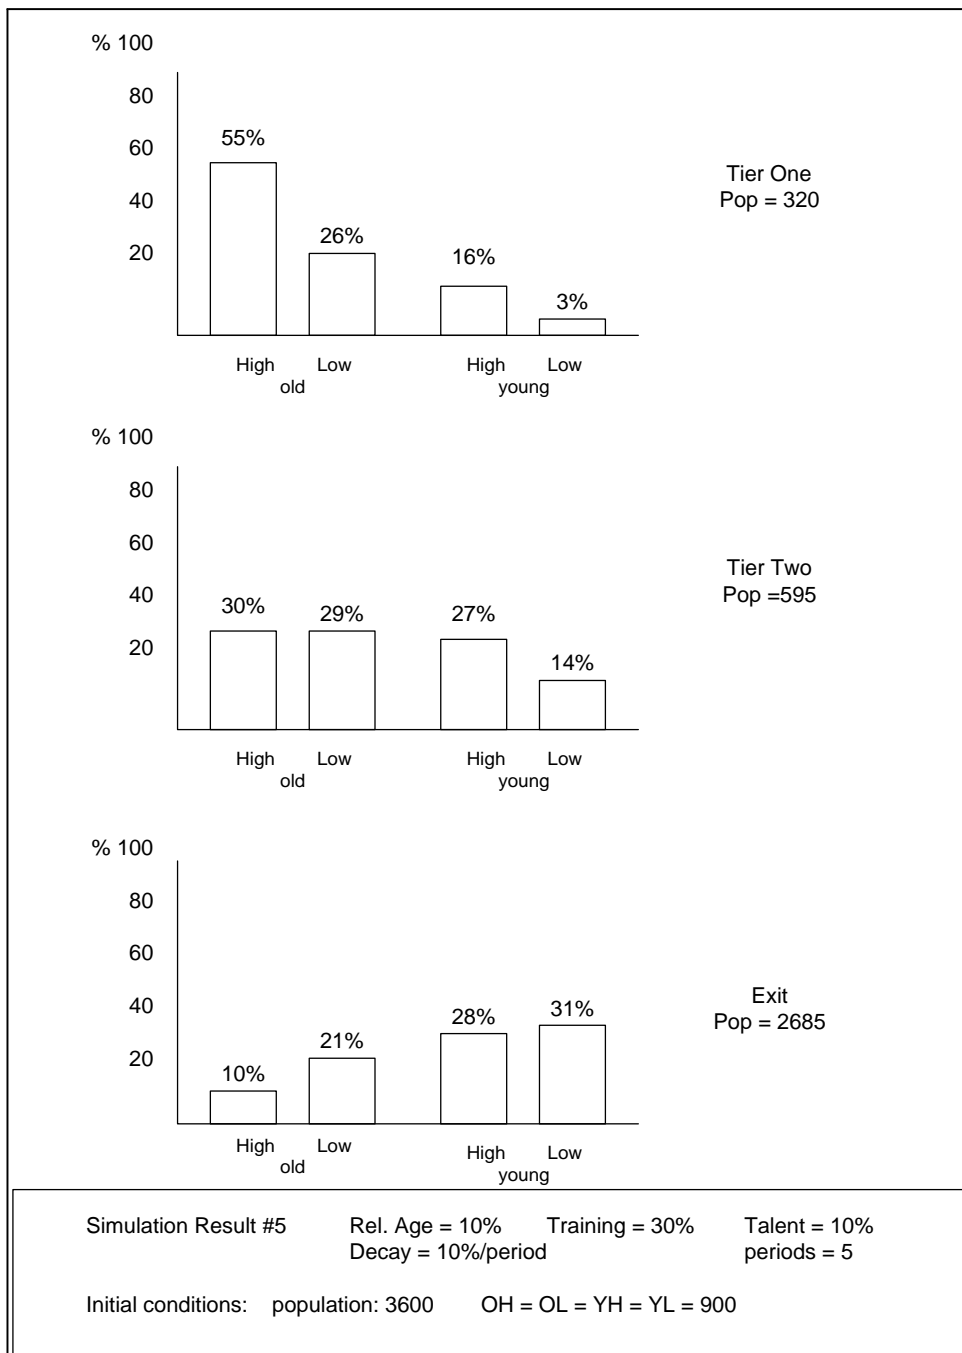 % 100
80
60
40
20
55%
26%
16%
3%
High Low High Low
old young
Tier One
Pop = 320
% 100
80
60
40
20
30%
29%
27%
14%
High Low High Low
old young
Tier Two
Pop =595
% 100
80
60
40
20
10%
21%
28%
31%
High Low High Low
old young
Exit
Pop = 2685
Simulation Result #5 Rel. Age = 10% Training = 30% Talent = 10%
Decay = 10%/period periods = 5
Initial conditions: population: 3600 OH = OL = YH = YL = 900